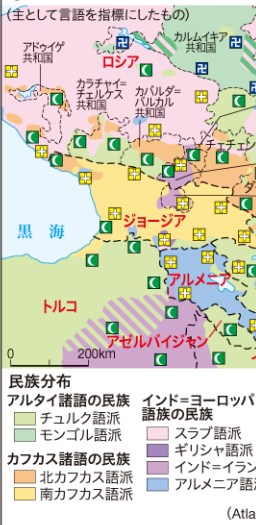 (主として言語を指標にしたもの)
アドゥイゲ
共和国
カルムイキア
共和国
ロシア
カラチャイ=
チェルケス
共和国
カバルダ=
バルカル
共和国
チェチェン
黒海
ジョージア
トルコ
アルメニア
アゼルバイジャン
0 200km
民族分布
アルタイ諸語の民族
チュルク語派
モンゴル語派
カフカス諸語の民族
北カフカス語派
南カフカス語派
インド=ヨーロッパ
語族の民族
スラブ語派
ギリシャ語派
インド=イラン
アルメニア語派
(Atla